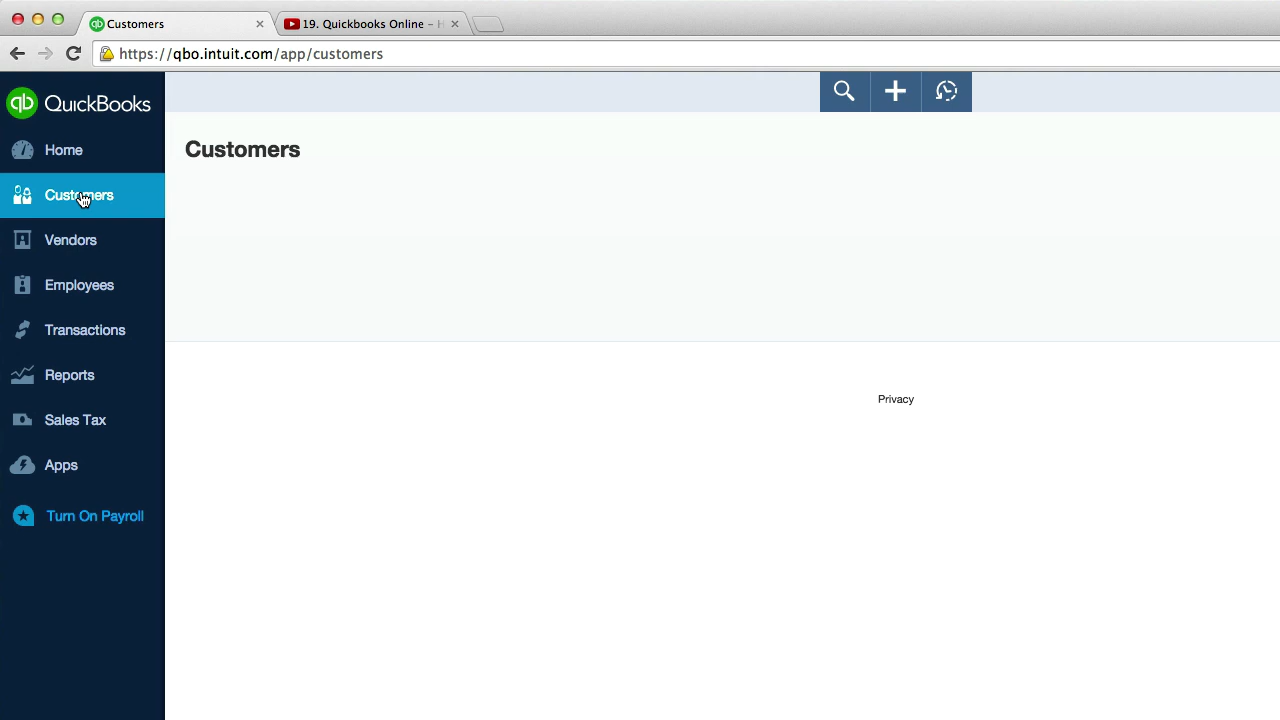 Customers
19. Quickbooks Online – H
https://qbo.intuit.com/app/customers
qb QuickBooks
Home
Customers
Vendors
Employees
Transactions
Reports
Sales Tax
Apps
Turn On Payroll
Customers
Privacy